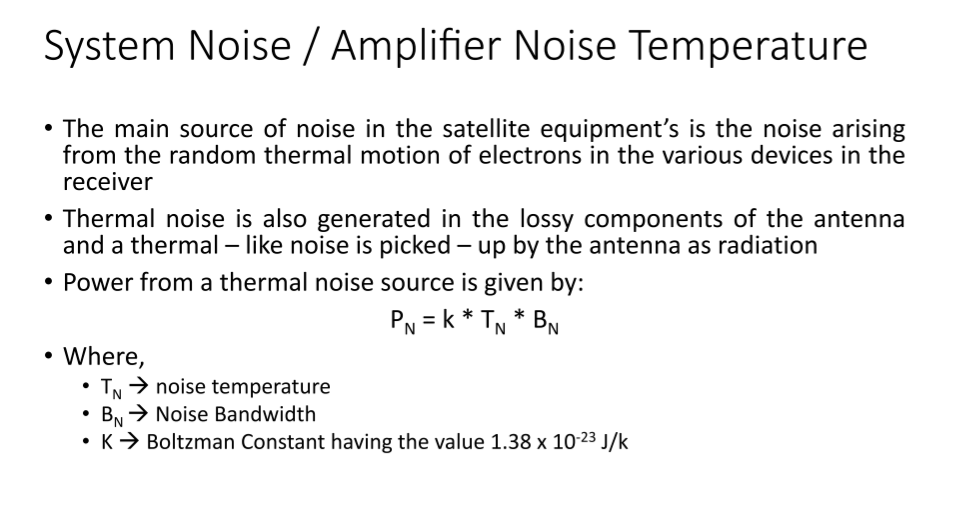 System Noise / Amplifier Noise Temperature
• The main source of noise in the satellite equipment’s is the noise arising
from the random thermal motion of electrons in the various devices in the
receiver
• Thermal noise is also generated in the lossy components of the antenna
and a thermal – like noise is picked – up by the antenna as radiation
• Power from a thermal noise source is given by:
P_N = k * T_N * B_N
• Where,
• T_N → noise temperature
• B_N → Noise Bandwidth
• K → Boltzman Constant having the value 1.38 x 10⁻²³ J/k